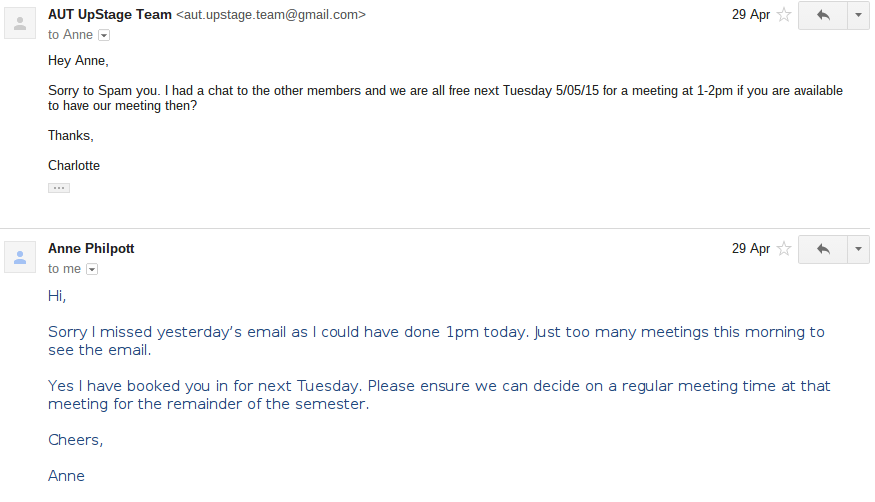 AUT UpStage Team <aut.upstage.team@gmail.com> 29 Apr
to Anne
Hey Anne,
Sorry to Spam you. I had a chat to the other members and we are all free next Tuesday 5/05/15 for a meeting at 1-2pm if you are available
to have our meeting then?
Thanks,
Charlotte
Anne Philpott 29 Apr
to me
Hi,
Sorry I missed yesterday's email as I could have done 1pm today. Just too many meetings this morning to
see the email.
Yes I have booked you in for next Tuesday. Please ensure we can decide on a regular meeting time at that
meeting for the remainder of the semester.
Cheers,
Anne